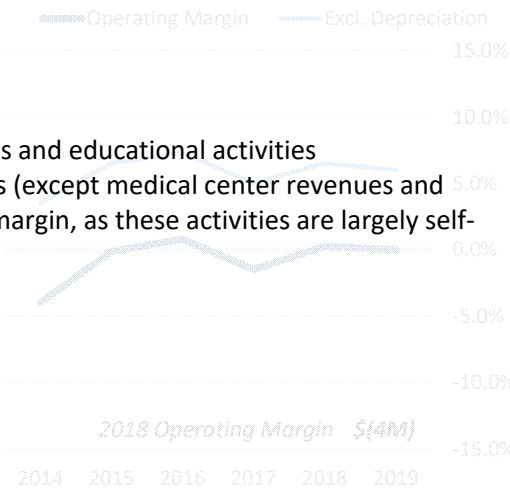 Operating Margin Excl. Depreciation
15.0%
10.0%
s and educational activities
s (except medical center revenues and
5.0%
margin, as these activities are largely self-
0.0%
-5.0%
-10.0%
2018 Operating Margin $(4M)
-15.0%
2014 2015 2016 2017 2018 2019